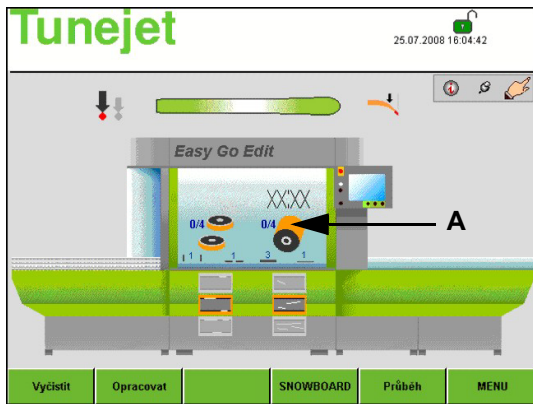 Tunejet
25.07.2008 16:04:42
Easy Go Edit
XX'XX
0/4 0/4
A
1 1 3 1
Vyčistit Opracovat SNOWBOARD Průběh MENU